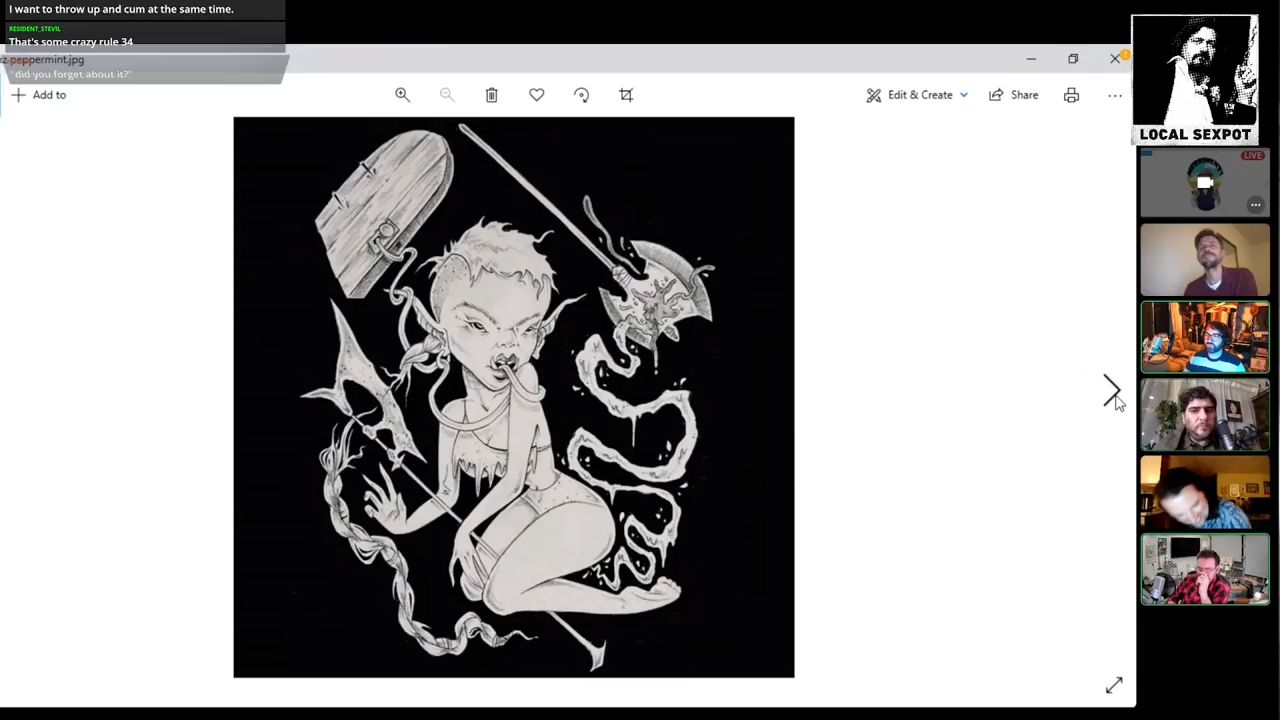 I want to throw up and cum at the same time.
RESIDENT_STEVIL
That's some crazy rule 34
z-peppermint.jpg
"did you forget about it?"
Add to
Edit & Create
Share
LOCAL SEXPOT
LIVE